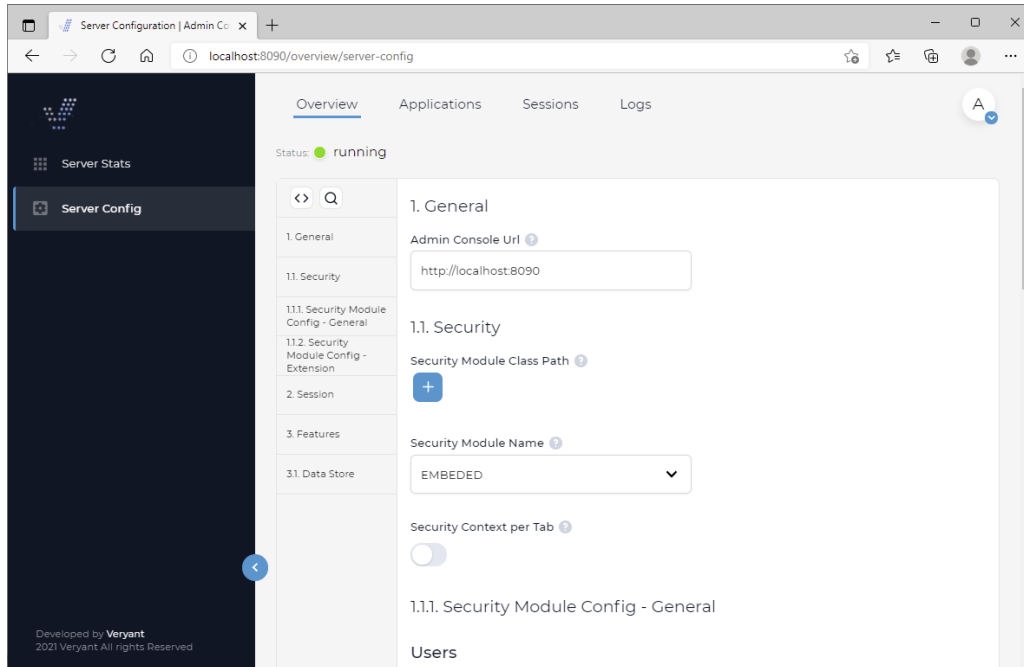 Server Configuration | Admin Co
localhost:8090/overview/server-config
Overview Applications Sessions Logs
A
Server Stats
Server Config
Status: running
1. General
1.1. Security
1.1.1. Security Module
Config - General
1.1.2. Security
Module Config -
Extension
2. Session
3. Features
3.1. Data Store
1. General
Admin Console Url ?
http://localhost:8090
1.1. Security
Security Module Class Path ?
+
Security Module Name ?
EMBEDED
Security Context per Tab ?
1.1.1. Security Module Config - General
Users
Developed by Veryant
2021 Veryant All rights Reserved